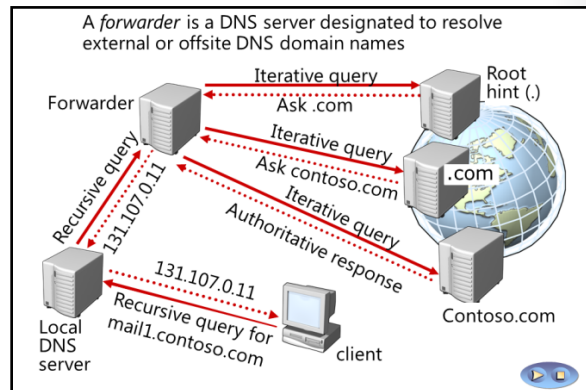 A forwarder is a DNS server designated to resolve
external or offsite DNS domain names
Iterative query
Ask .com
Root
hint (.)
Forwarder
Iterative query
Ask contoso.com
.com
Iterative query
Authoritative response
Contoso.com
Recursive query
131.107.0.11
131.107.0.11
Recursive query for
mail1.contoso.com
Local
DNS
server
client